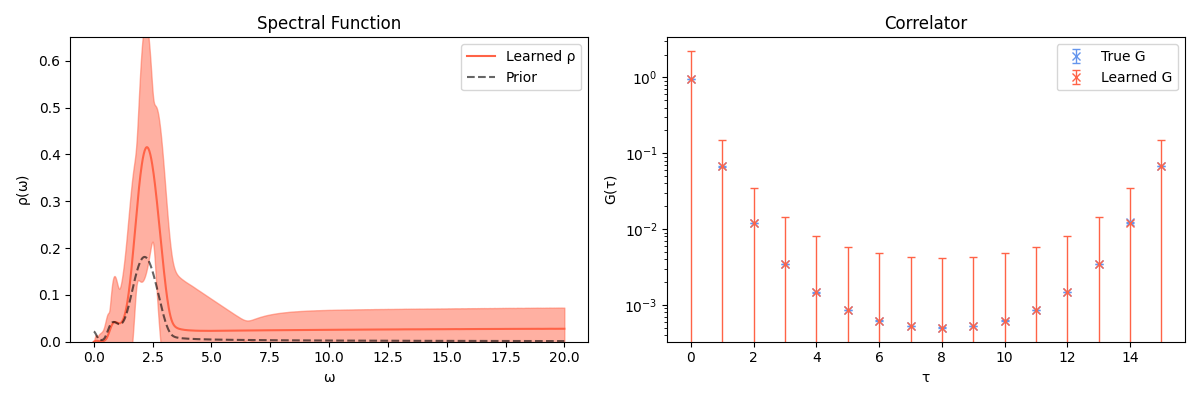 Spectral Function
ρ(ω)
0.6
0.5
0.4
0.3
0.2
0.1
0.0
Learned ρ
Prior
0.0 2.5 5.0 7.5 10.0 12.5 15.0 17.5 20.0
ω
Correlator
G(τ)
10⁰
10⁻¹
10⁻²
10⁻³
True G
Learned G
0 2 4 6 8 10 12 14
τ